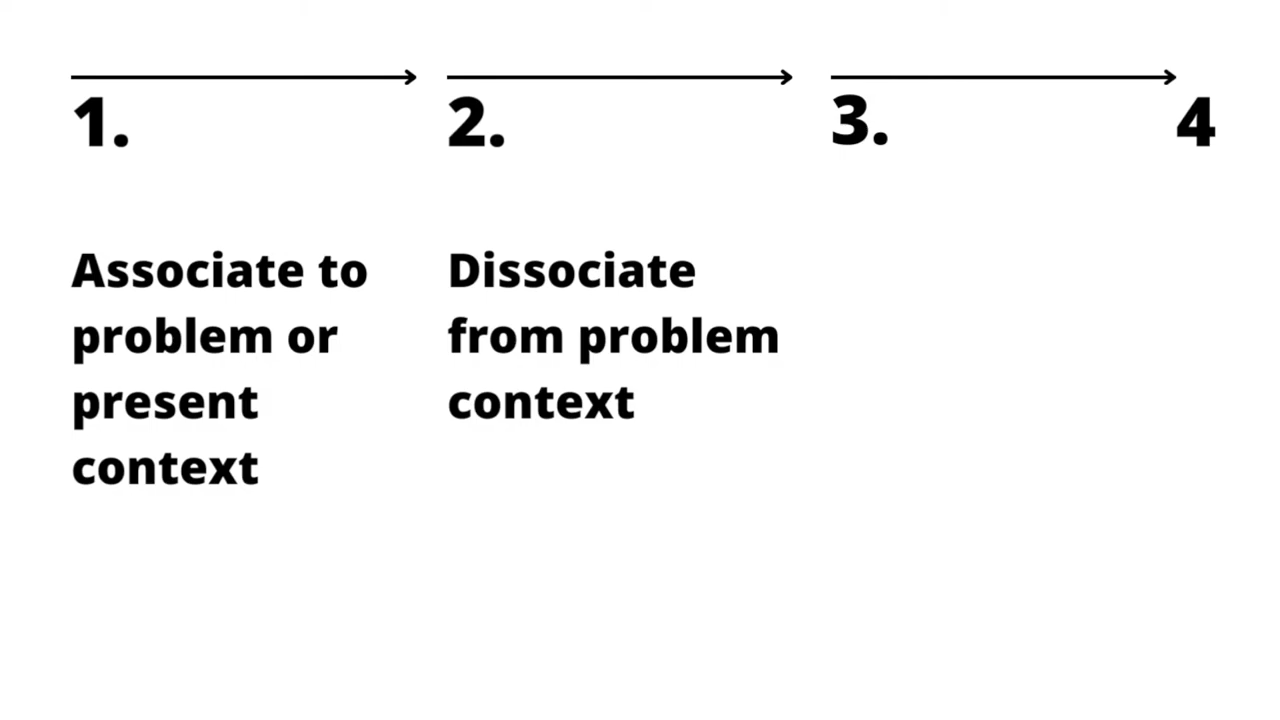 1.
2.
3.
4
Associate to
problem or
present
context
Dissociate
from problem
context